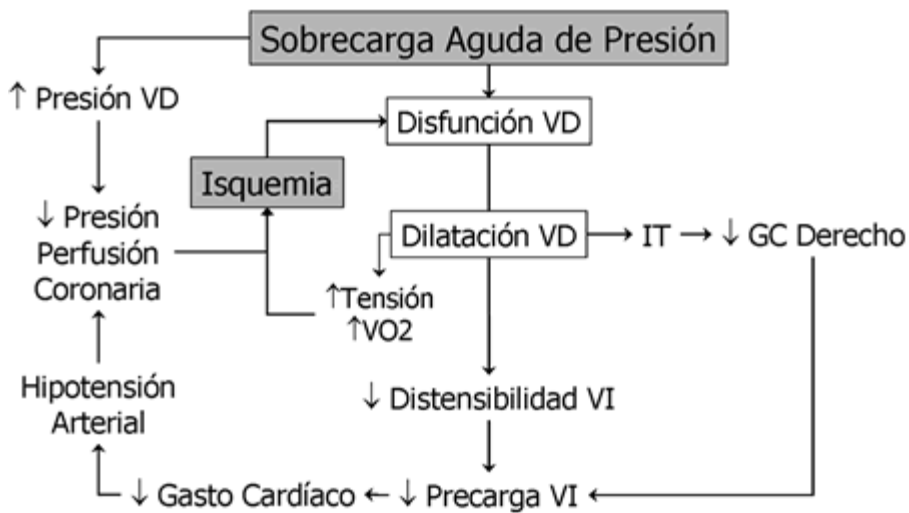 Sobrecarga Aguda de Presión
↑ Presión VD
Disfunción VD
Isquemia
↓ Presión
Perfusión
Coronaria
Dilatación VD
IT
↓ GC Derecho
↑Tensión
↑VO2
Hipotensión
Arterial
↓ Distensibilidad VI
↓ Gasto Cardíaco
↓ Precarga VI